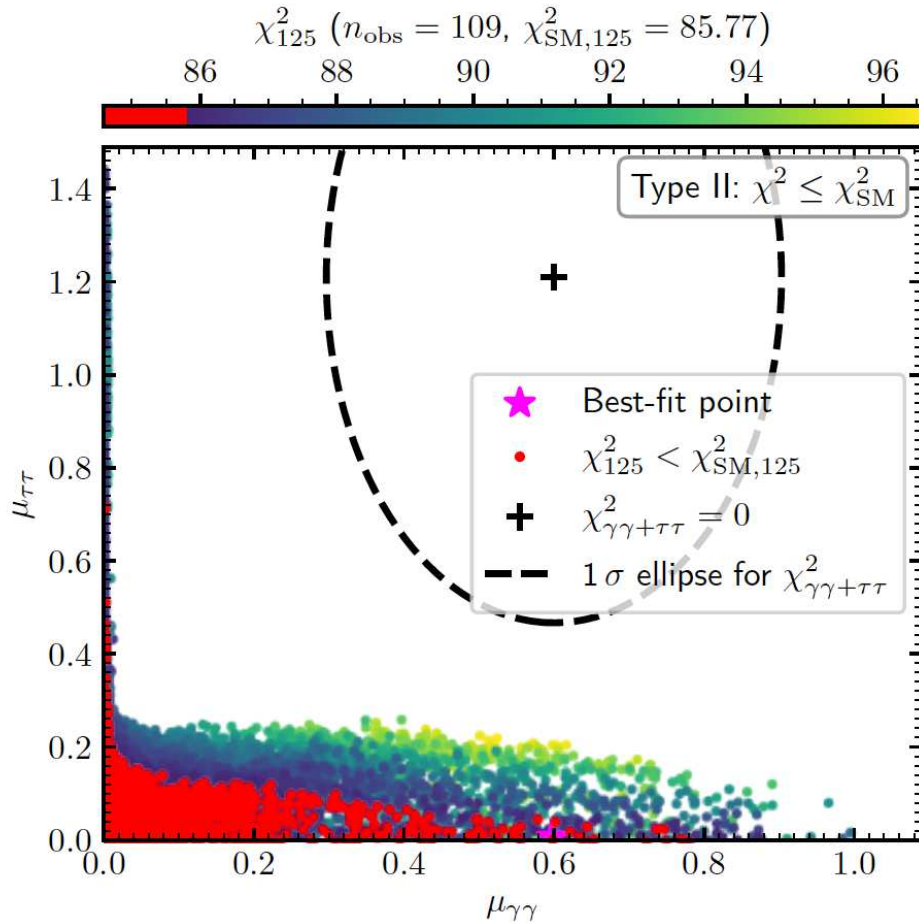 χ²₁₂₅ (n_obs = 109, χ²_SM,125 = 85.77)
86 88 90 92 94 96
Type II: χ² ≤ χ²_SM
1.4
1.2
1.0
0.8
0.6
0.4
0.2
0.0
μ_ττ
Best-fit point
χ²₁₂₅ < χ²_SM,125
χ²_γγ+ττ = 0
1 σ ellipse for χ²_γγ+ττ
0.0 0.2 0.4 0.6 0.8 1.0
μ_γγ